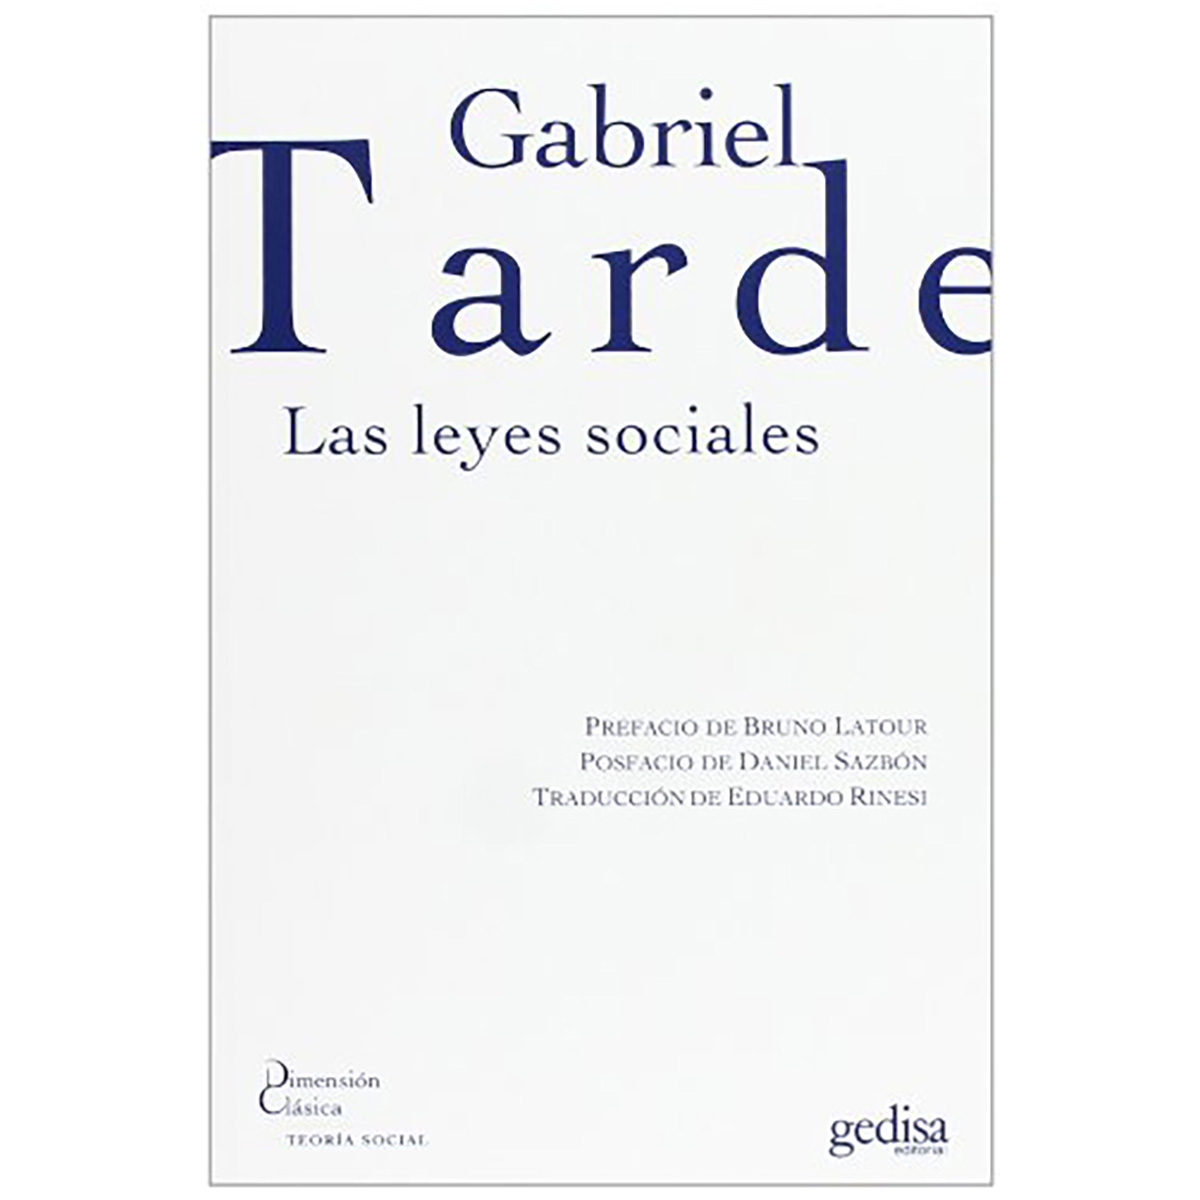 Gabriel
Tarde
Las leyes sociales
PREFACIO DE BRUNO LATOUR
POSFACIO DE DANIEL SAZBÓN
TRADUCCIÓN DE EDUARDO RINESI
Dimensión
Clásica
TEORÍA SOCIAL
gedisa
editorial